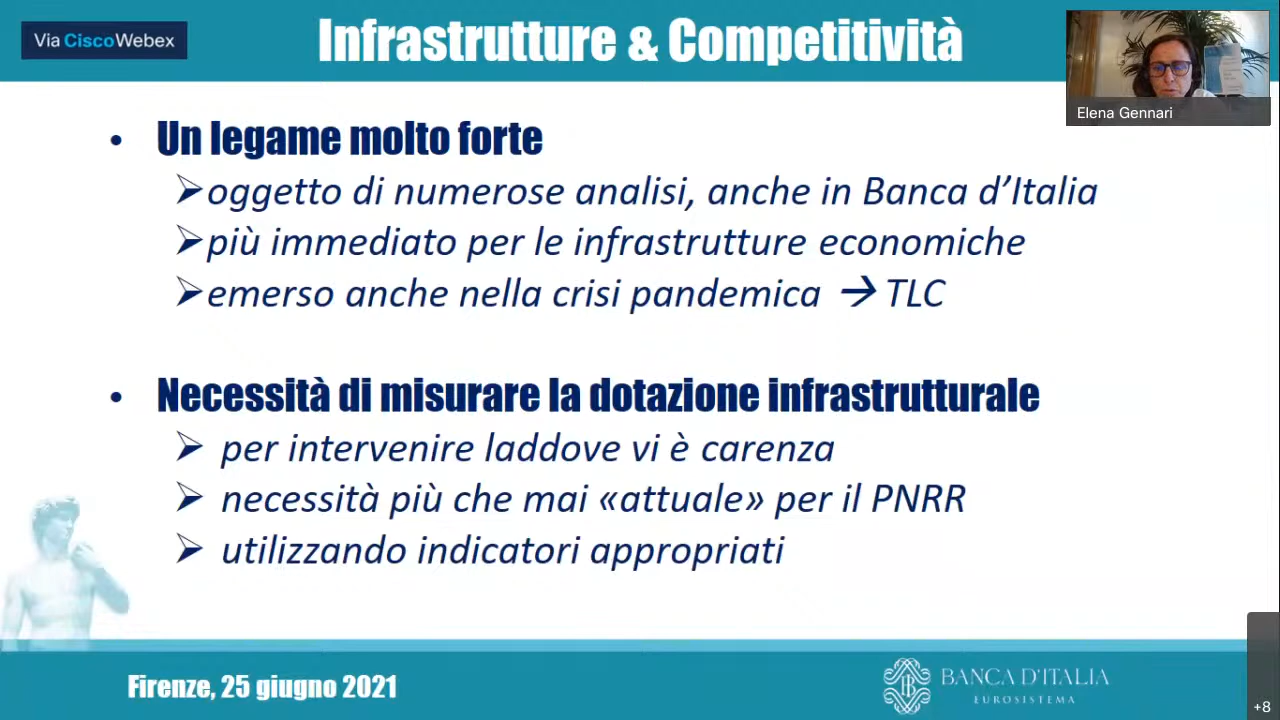 Via CiscoWebex
Infrastrutture & Competitività
Elena Gennari
• Un legame molto forte
➢oggetto di numerose analisi, anche in Banca d’Italia
➢più immediato per le infrastrutture economiche
➢emerso anche nella crisi pandemica → TLC
• Necessità di misurare la dotazione infrastrutturale
➢ per intervenire laddove vi è carenza
➢ necessità più che mai «attuale» per il PNRR
➢ utilizzando indicatori appropriati
Firenze, 25 giugno 2021
BANCA D'ITALIA
EUROSISTEMA
+8